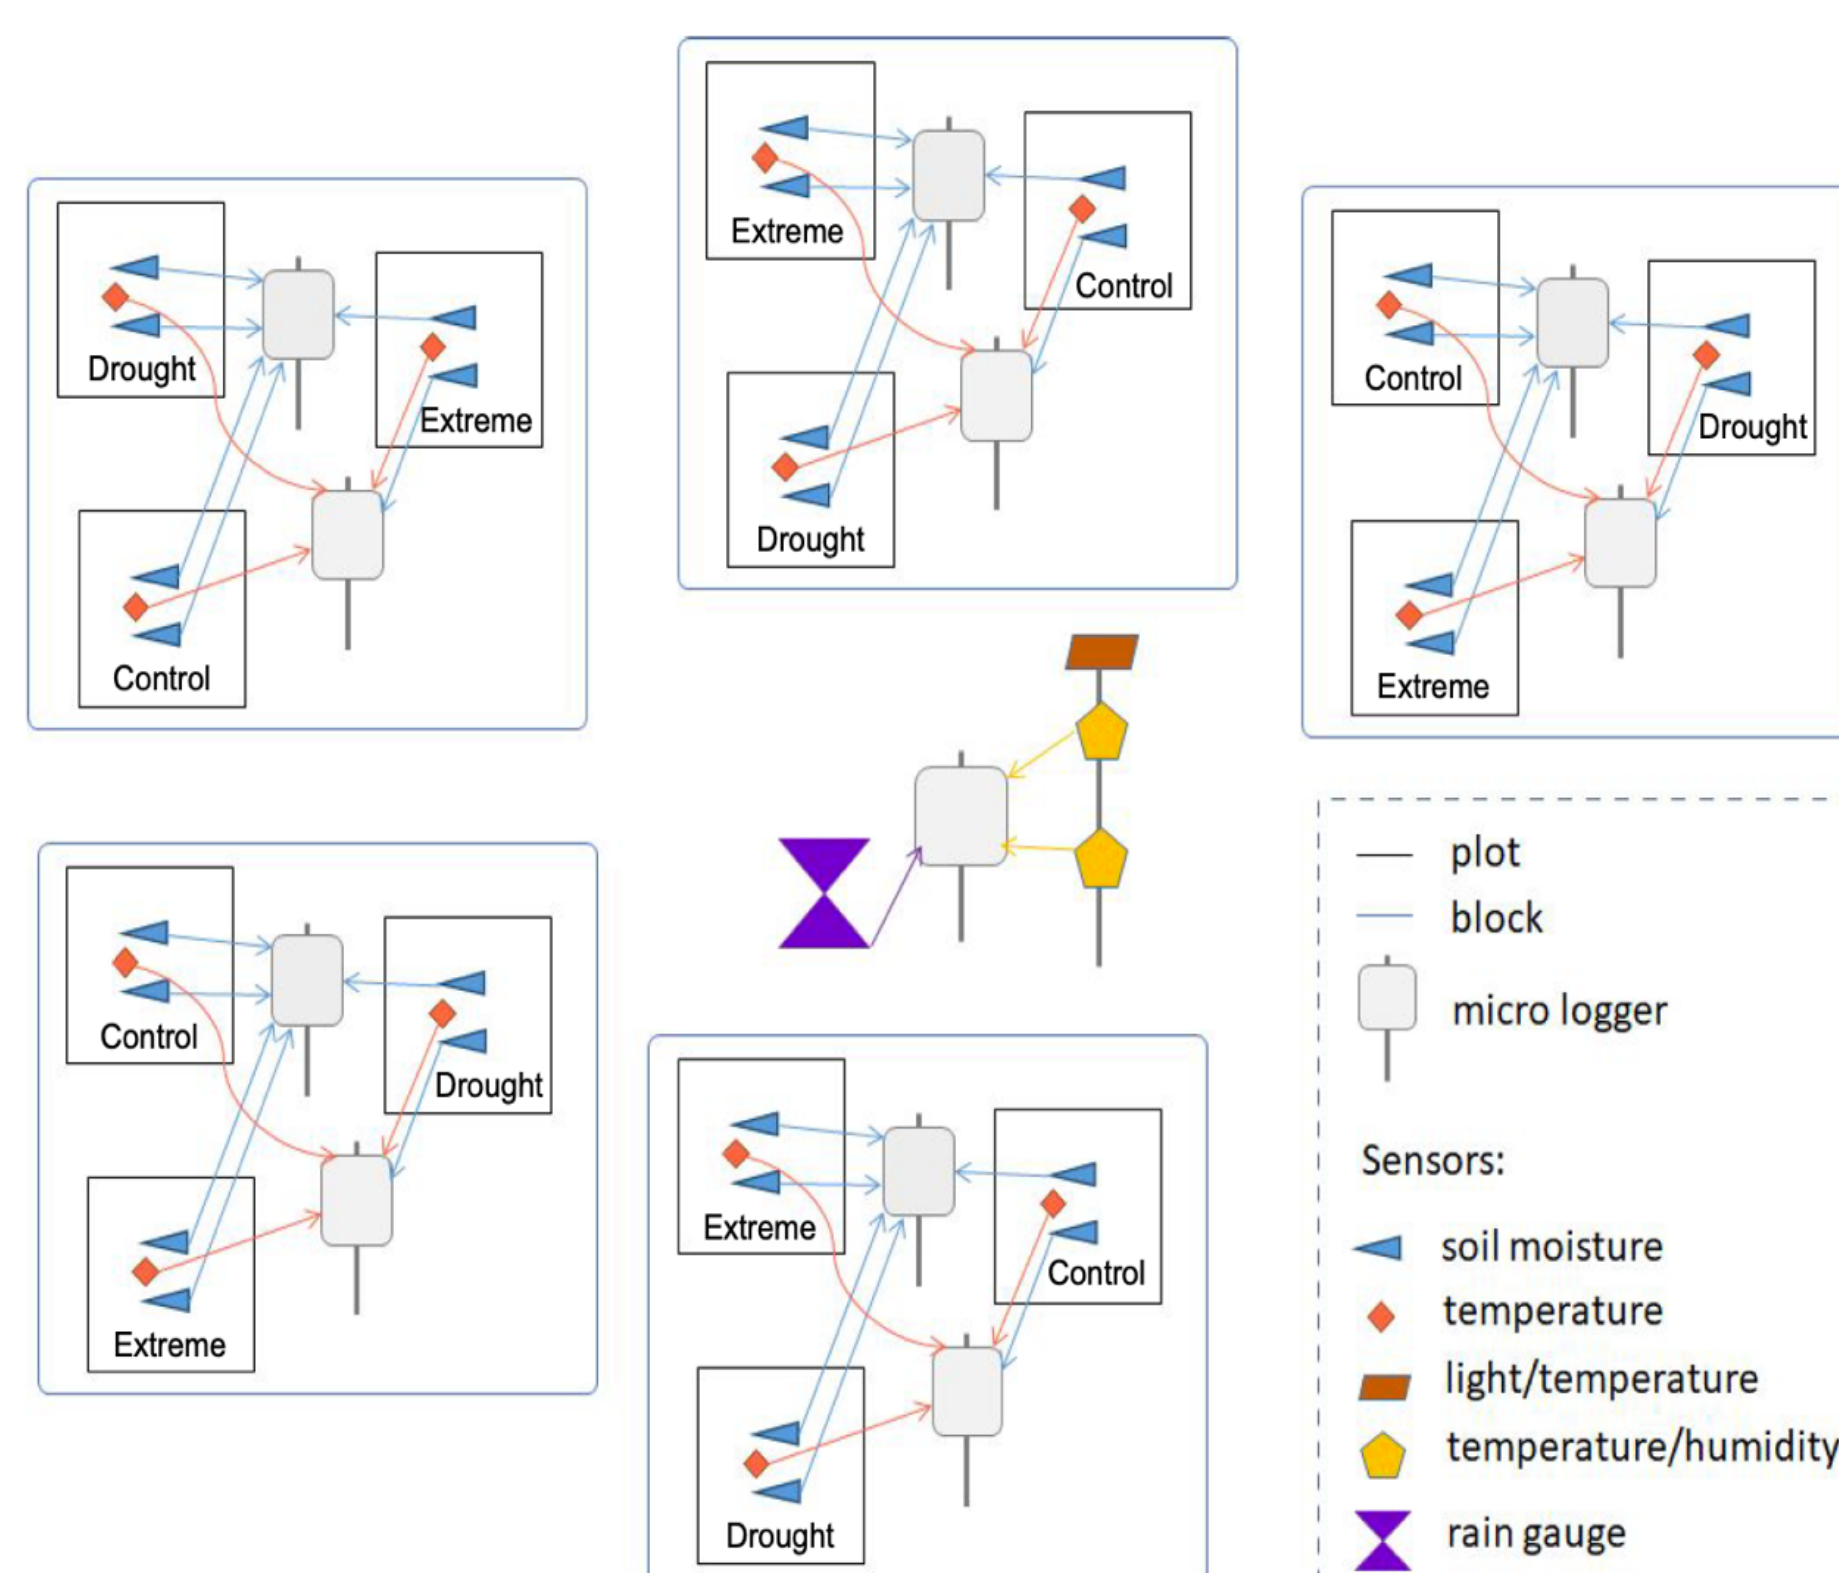 Extreme
Control
Drought
Drought
Extreme
Control
Control
Drought
Extreme
Control
Drought
Extreme
Extreme
Control
Drought
plot
block
micro logger
Sensors:
soil moisture
temperature
light/temperature
temperature/humidity
rain gauge